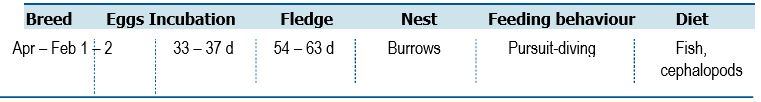 Breed Eggs Incubation Fledge Nest Feeding behaviour Diet
Apr – Feb 1 – 2 33 – 37 d 54 – 63 d Burrows Pursuit-diving Fish,
cephalopods